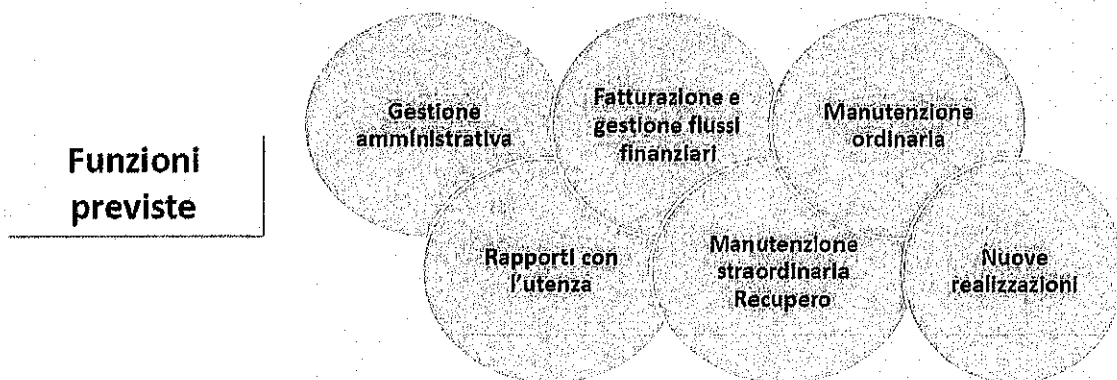 Funzioni
previste
Gestione
amministrativa
Fatturazione e
gestione flussi
finanziari
Manutenzione
ordinaria
Rapporti con
l'utenza
Manutenzione
straordinaria
Recupero
Nuove
realizzazioni